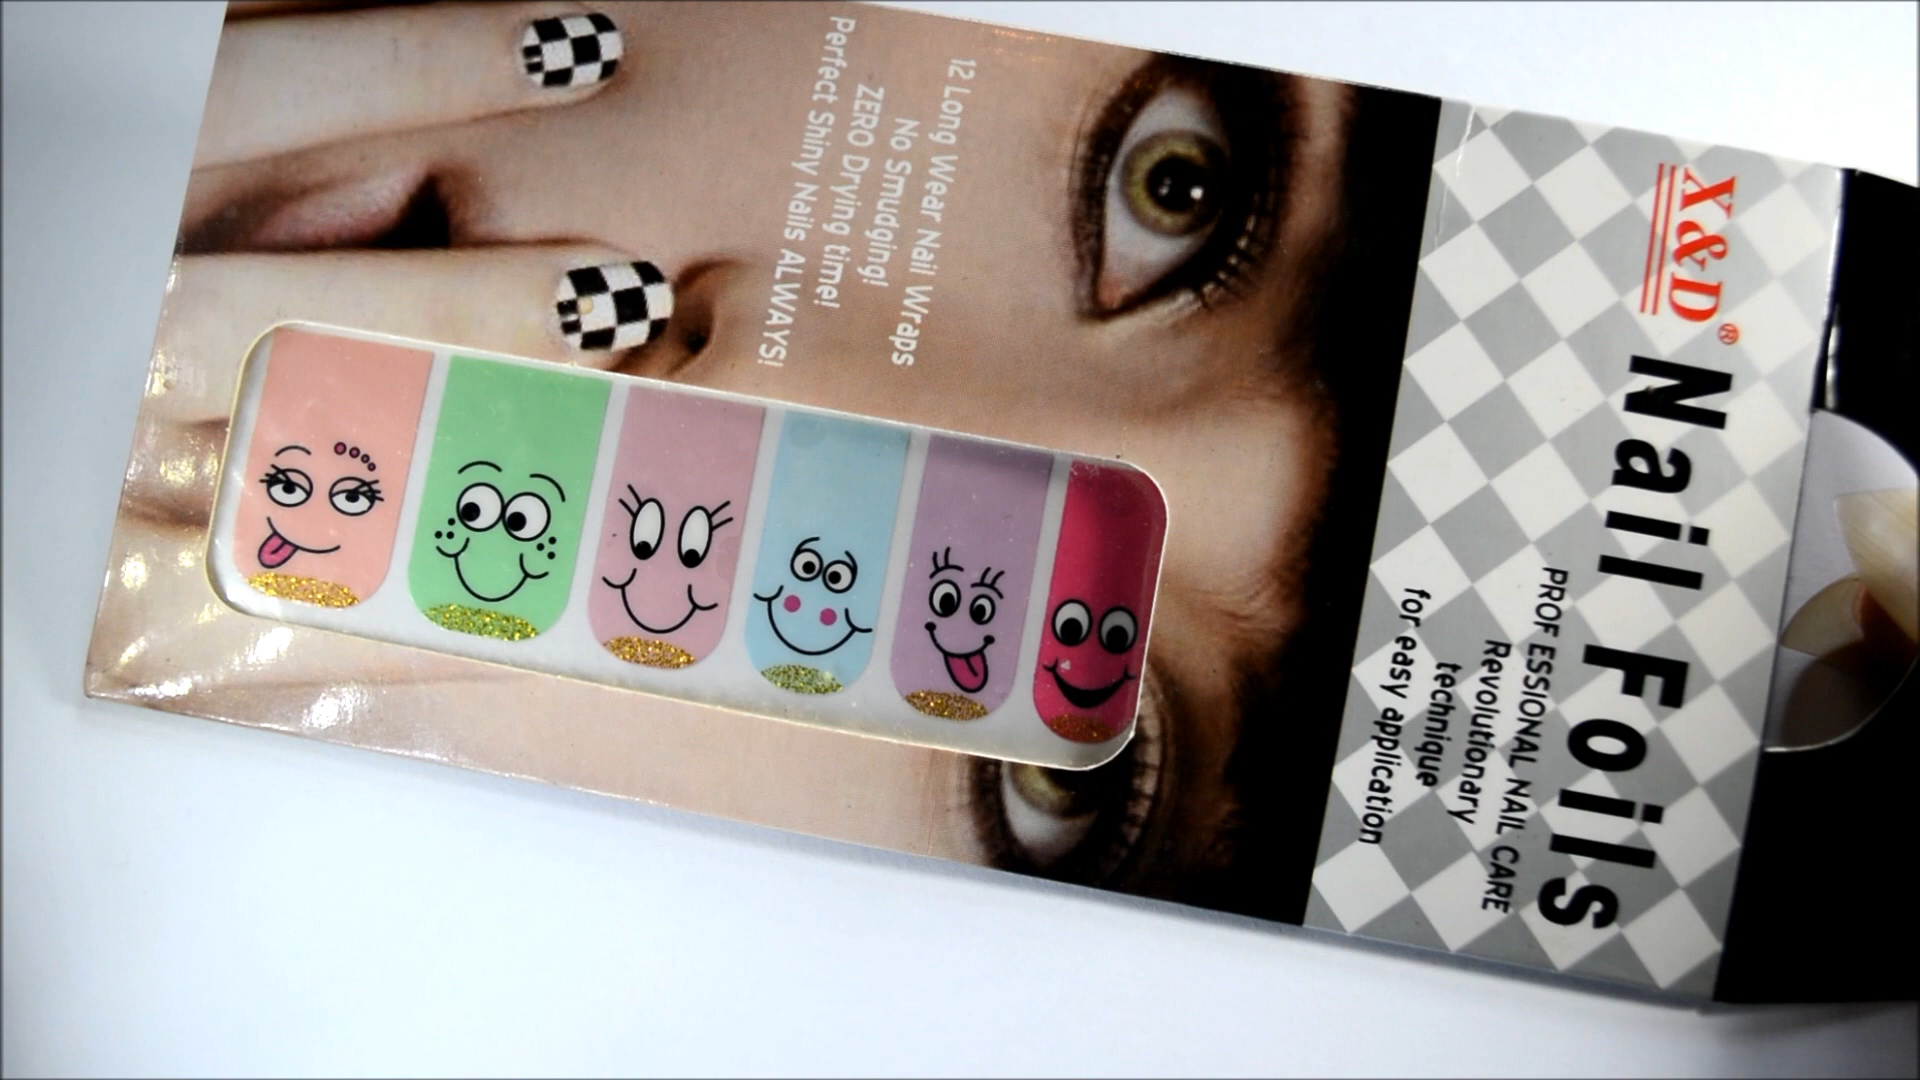 X&D®
Nail Foils
PROF ESSIONAL NAIL CARE
Revolutionary
technique
for easy application
12 Long Wear Nail Wraps
No Smudging!
ZERO Drying time!
Perfect Shiny Nails ALWAYS!